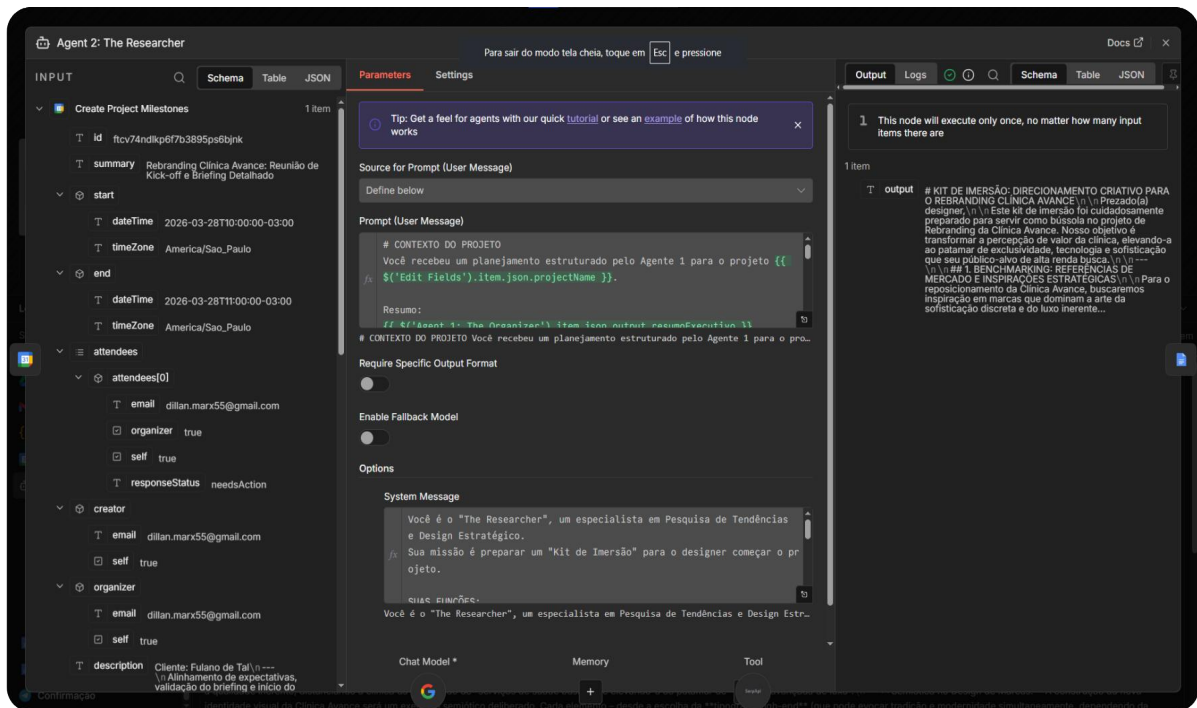 Agent 2: The Researcher
Para sair do modo tela cheia, toque em Esc e pressione
Docs
INPUT
Schema Table JSON
Create Project Milestones 1 item
id ftcv74ndlkp6f7b3895ps6bjnk
summary Rebranding Clínica Avance: Reunião de
Kick-off e Briefing Detalhado
start
dateTime 2026-03-28T10:00:00-03:00
timeZone America/Sao_Paulo
end
dateTime 2026-03-28T11:00:00-03:00
timeZone America/Sao_Paulo
attendees
attendees[0]
email dillan.marx55@gmail.com
organizer true
self true
responseStatus needsAction
creator
email dillan.marx55@gmail.com
self true
organizer
email dillan.marx55@gmail.com
self true
description Cliente: Fulano de Tal\n---
\n Alinhamento de expectativas,
validação do briefing e início do
Parameters Settings
Tip: Get a feel for agents with our quick tutorial or see an example of how this node
works
Source for Prompt (User Message)
Define below
Prompt (User Message)
# CONTEXTO DO PROJETO
Você recebeu um planejamento estruturado pelo Agente 1 para o projeto {{
$('Edit Fields').item.json.projectName }}.
Resumo:
{{ $('Agent 1: The Organizer').item.json.output.resumoExecutivo }}
# CONTEXTO DO PROJETO Você recebeu um planejamento estruturado pelo Agente 1 para o pro…
Require Specific Output Format
Enable Fallback Model
Options
System Message
Você é o "The Researcher", um especialista em Pesquisa de Tendências
e Design Estratégico.
Sua missão é preparar um "Kit de Imersão" para o designer começar o pr
ojeto.
SUAS FUNÇÕES:
Você é o "The Researcher", um especialista em Pesquisa de Tendências e Design Estr…
Chat Model * Memory Tool
Output Logs Schema Table JSON
1 This node will execute only once, no matter how many input
items there are
1 item
output # KIT DE IMERSÃO: DIRECIONAMENTO CRIATIVO PARA
O REBRANDING CLÍNICA AVANCE\n \n Prezado(a)
designer,\n \n Este kit de imersão foi cuidadosamente
preparado para servir como bússola no projeto de
Rebranding da Clínica Avance. Nosso objetivo é
transformar a percepção de valor da clínica, elevando-a
ao patamar de exclusividade, tecnologia e sofisticação
que seu público-alvo de alta renda busca.\n \n ---
\n \n ## 1. BENCHMARKING: REFERÊNCIAS DE
MERCADO E INSPIRAÇÕES ESTRATÉGICAS\n \n Para o
reposicionamento da Clínica Avance, buscaremos
inspiração em marcas que dominam a arte da
sofisticação discreta e do luxo inerente...
Confirmação